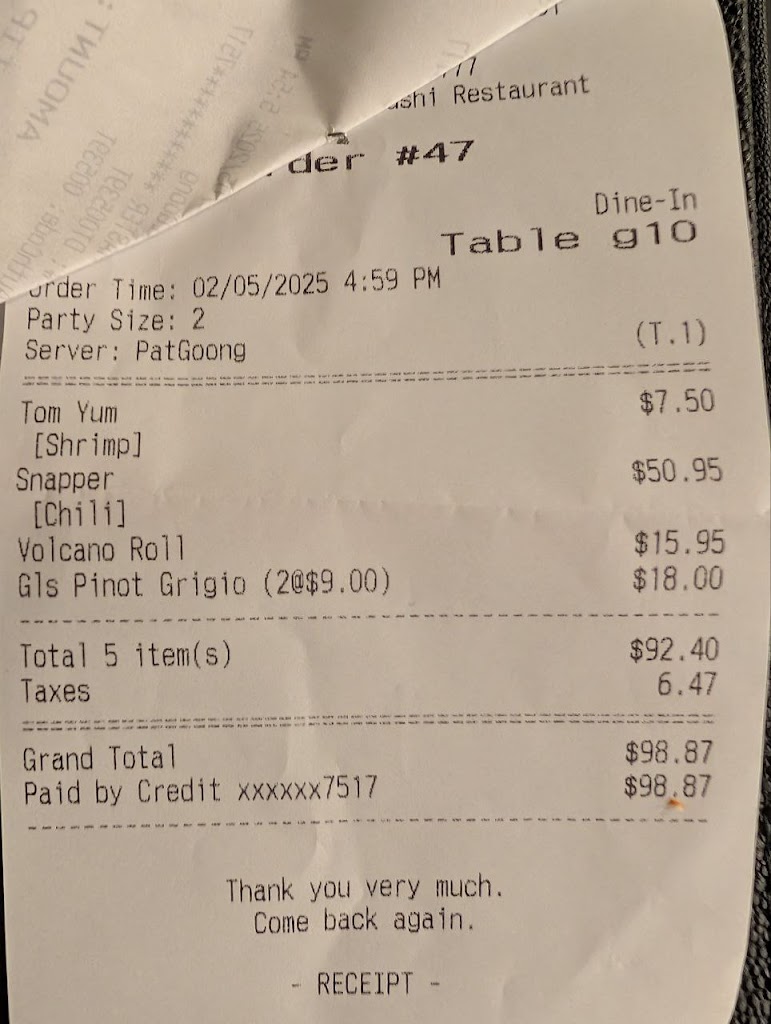 Restaurant
#47
Dine-In
Table g10
Order Time: 02/05/2025 4:59 PM
Party Size: 2
Server: PatGoong (T.1)
Tom Yum $7.50
[Shrimp]
Snapper $50.95
[Chili]
Volcano Roll $15.95
Gls Pinot Grigio (2@$9.00) $18.00
Total 5 item(s) $92.40
Taxes 6.47
Grand Total $98.87
Paid by Credit xxxxxx7517 $98.87
Thank you very much.
Come back again.
- RECEIPT -